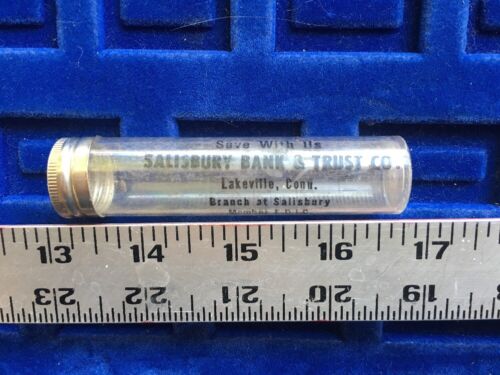 Save With Us
SALISBURY BANK & TRUST CO.
Lakeville, Conn.
Branch at Salisbury
Member F.D.I.C.
13 14 15 16 17
23 22 21 20 19